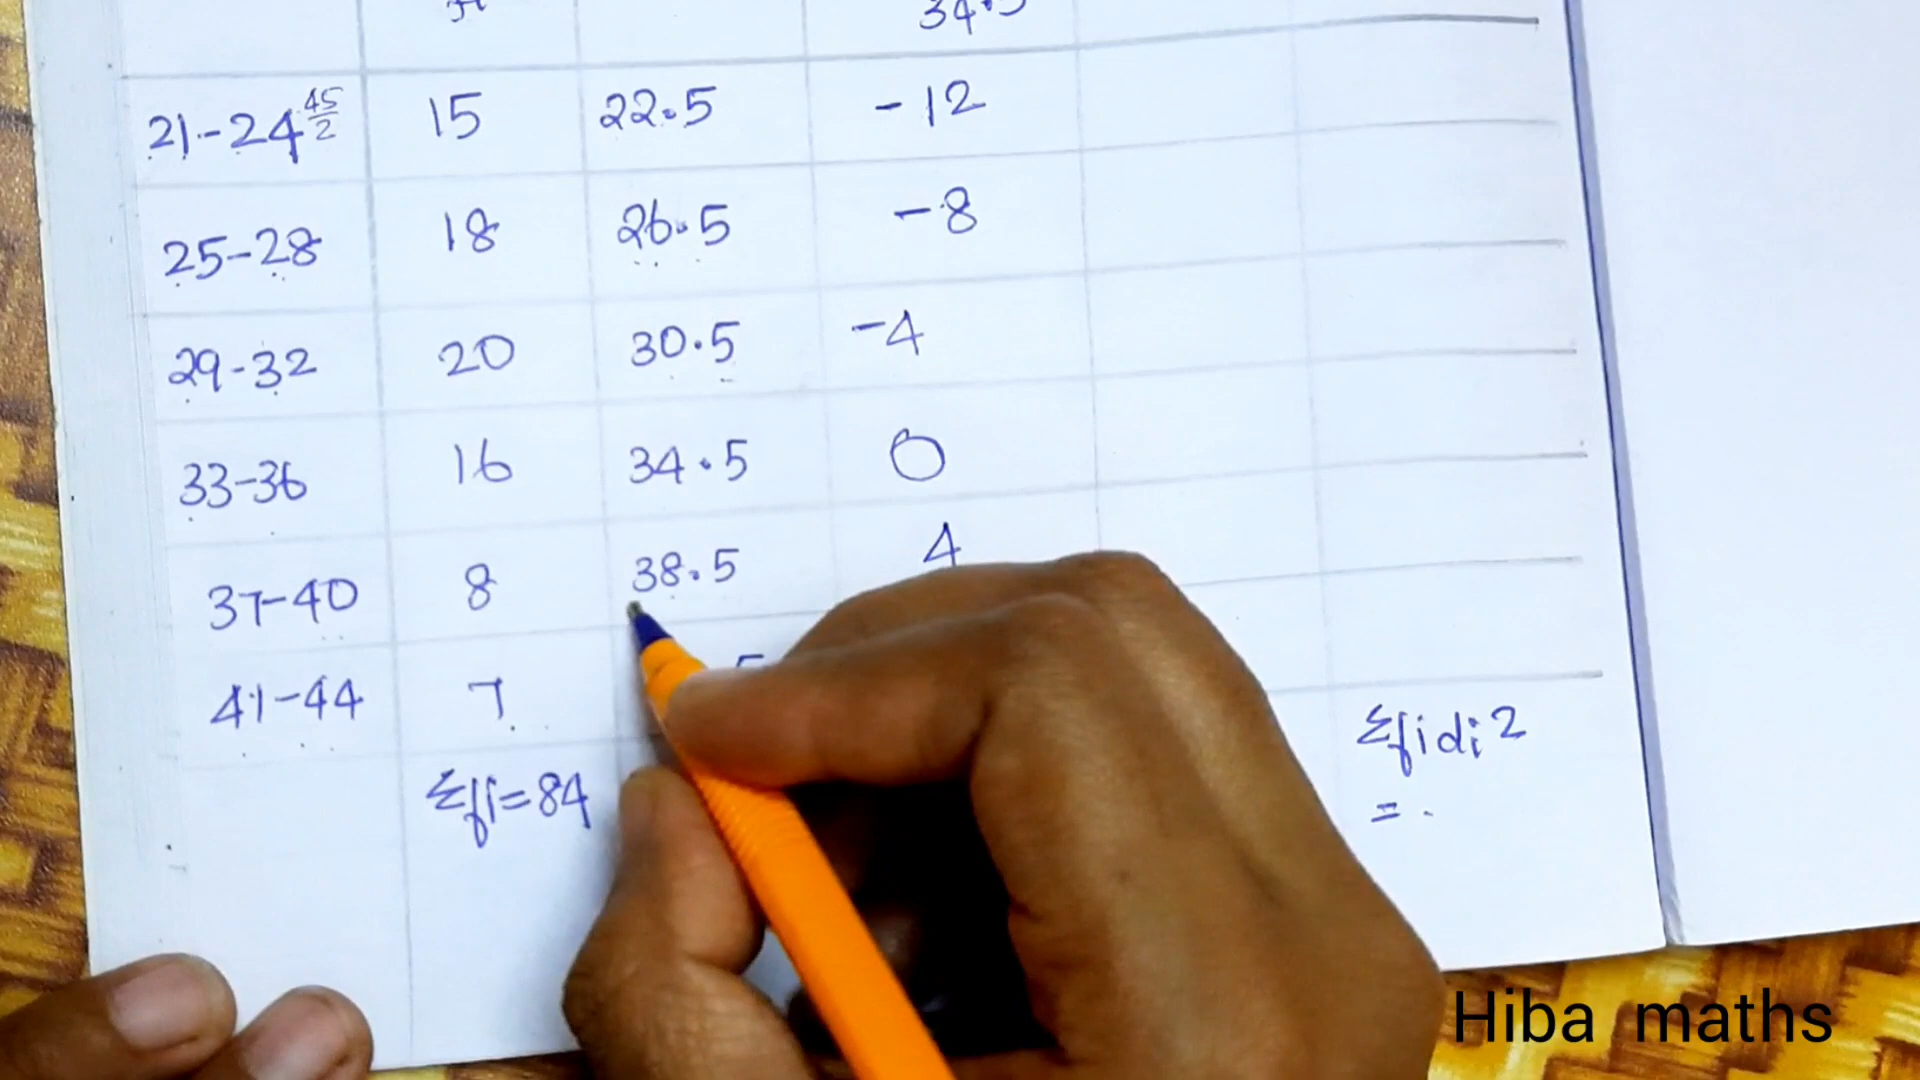 34.5
21-24 45/2 15 22.5 -12
25-28 18 26.5 -8
29-32 20 30.5 -4
33-36 16 34.5 0
37-40 8 38.5 4
41-44 7
Σfi=84 Σfidi2
=
Hiba maths